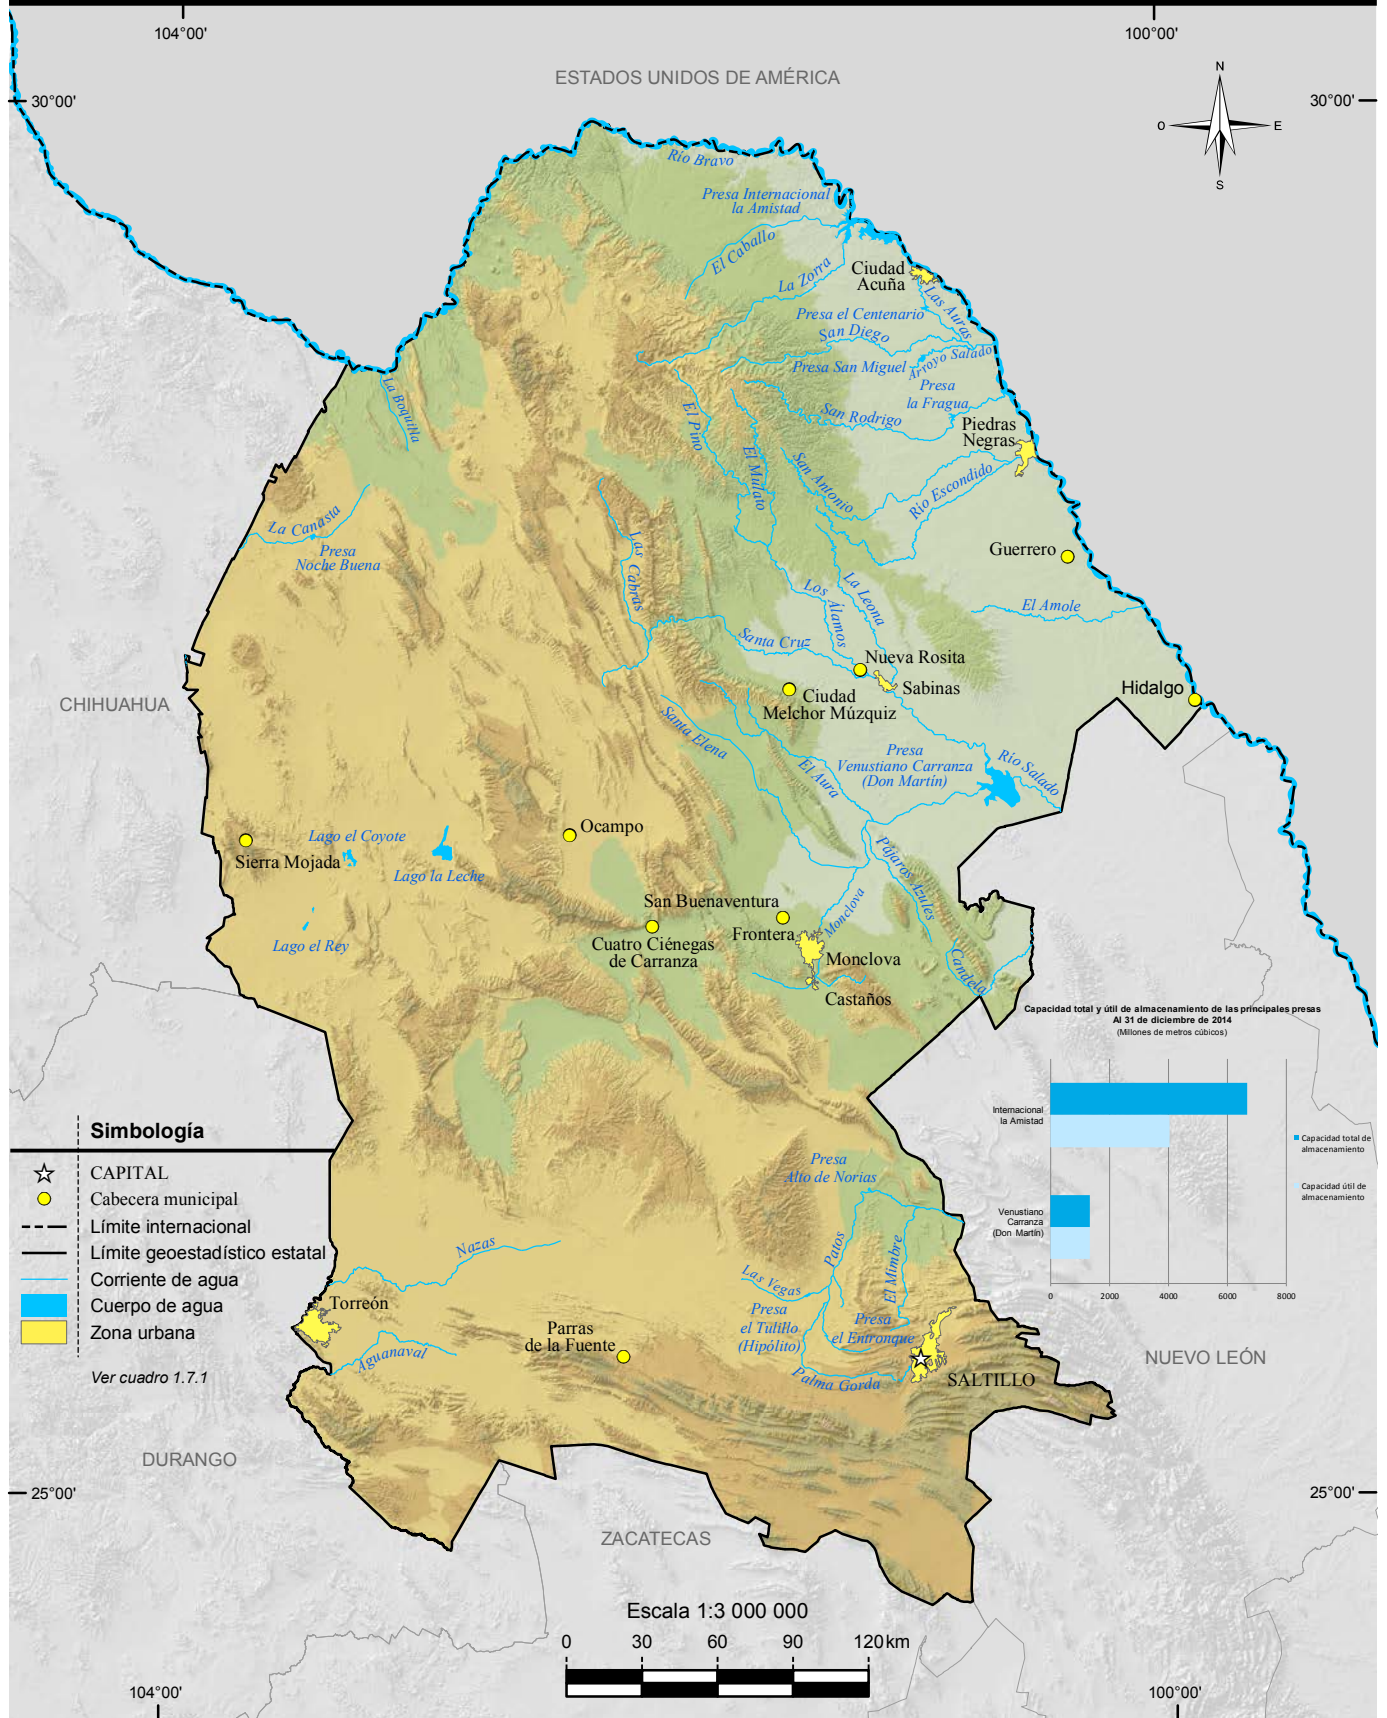 104°00'
100°00'
ESTADOS UNIDOS DE AMÉRICA
30°00'
30°00'
N
O
E
S
Río Bravo
Presa Internacional
la Amistad
El Caballo
La Zorra
Ciudad
Acuña
Las Auras
Presa el Centenario
San Diego
Arroyo Salado
Presa San Miguel
Presa
la Fragua
La Boquilla
El Pino
San Rodrigo
Piedras
Negras
El Mulato
San Antonio
Río Escondido
La Canasta
Presa
Noche Buena
Las Cabras
Guerrero
La Leona
Los Álamos
El Amole
Santa Cruz
Nueva Rosita
Sabinas
Ciudad
Melchor Múzquiz
Hidalgo
CHIHUAHUA
Santa Elena
El Aura
Presa
Venustiano Carranza
(Don Martín)
Río Salado
Ocampo
Lago el Coyote
Sierra Mojada
Lago la Leche
Pájaros Azules
San Buenaventura
Monclova
Frontera
Lago el Rey
Cuatro Ciénegas
de Carranza
Monclova
Candela
Castaños
Capacidad total y útil de almacenamiento de las principales presas
Al 31 de diciembre de 2014
(Millones de metros cúbicos)
Internacional
la Amistad
Capacidad total de
almacenamiento
Capacidad útil de
almacenamiento
Venustiano
Carranza
(Don Martín)
0 2000 4000 6000 8000
Simbología
CAPITAL
Cabecera municipal
Límite internacional
Límite geoestadístico estatal
Corriente de agua
Cuerpo de agua
Zona urbana
Ver cuadro 1.7.1
Presa
Alto de Norias
Nazas
Patos
El Mimbre
Las Vegas
Torreón
Presa
el Tulillo
(Hipólito)
Presa
el Entronque
Parras
de la Fuente
Aguanaval
Palma Gorda
SALTILLO
NUEVO LEÓN
DURANGO
25°00'
25°00'
ZACATECAS
Escala 1:3 000 000
0 30 60 90 120 km
104°00'
100°00'